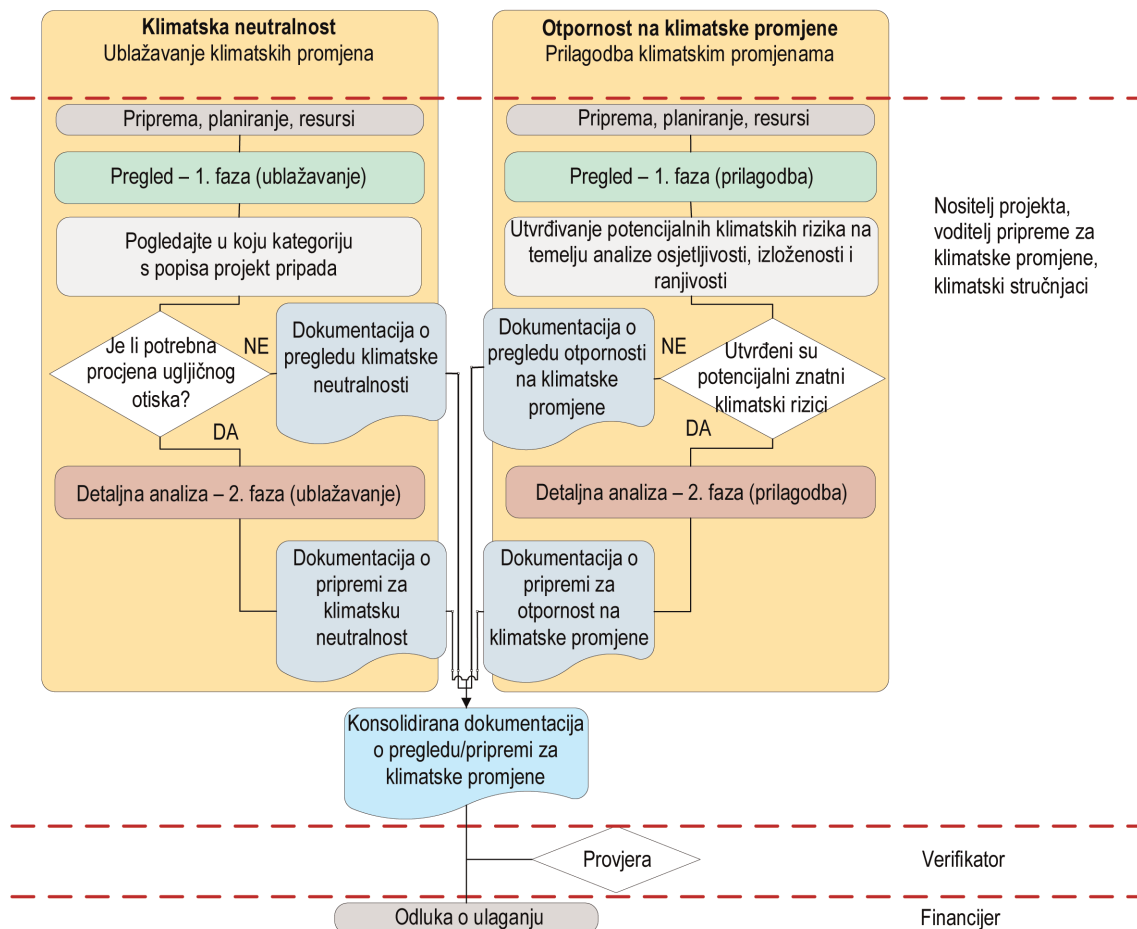 Klimatska neutralnost
Ublažavanje klimatskih promjena
Priprema, planiranje, resursi
Pregled – 1. faza (ublažavanje)
Pogledajte u koju kategoriju
s popisa projekt pripada
Je li potrebna
procjena ugljičnog
otiska?
NE
DA
Dokumentacija o
pregledu klimatske
neutralnosti
Detaljna analiza – 2. faza (ublažavanje)
Dokumentacija o
pripremi za
klimatsku
neutralnost
Otpornost na klimatske promjene
Prilagodba klimatskim promjenama
Priprema, planiranje, resursi
Pregled – 1. faza (prilagodba)
Utvrđivanje potencijalnih klimatskih rizika na
temelju analize osjetljivosti, izloženosti i
ranjivosti
Dokumentacija o
pregledu otpornosti
na klimatske
promjene
NE
Utvrđeni su
potencijalni znatni
klimatski rizici
DA
Detaljna analiza – 2. faza (prilagodba)
Dokumentacija o
pripremi za
otpornost na
klimatske promjene
Nositelj projekta,
voditelj pripreme za
klimatske promjene,
klimatski stručnjaci
Konsolidirana dokumentacija
o pregledu/pripremi za
klimatske promjene
Provjera
Verifikator
Odluka o ulaganju
Financijer